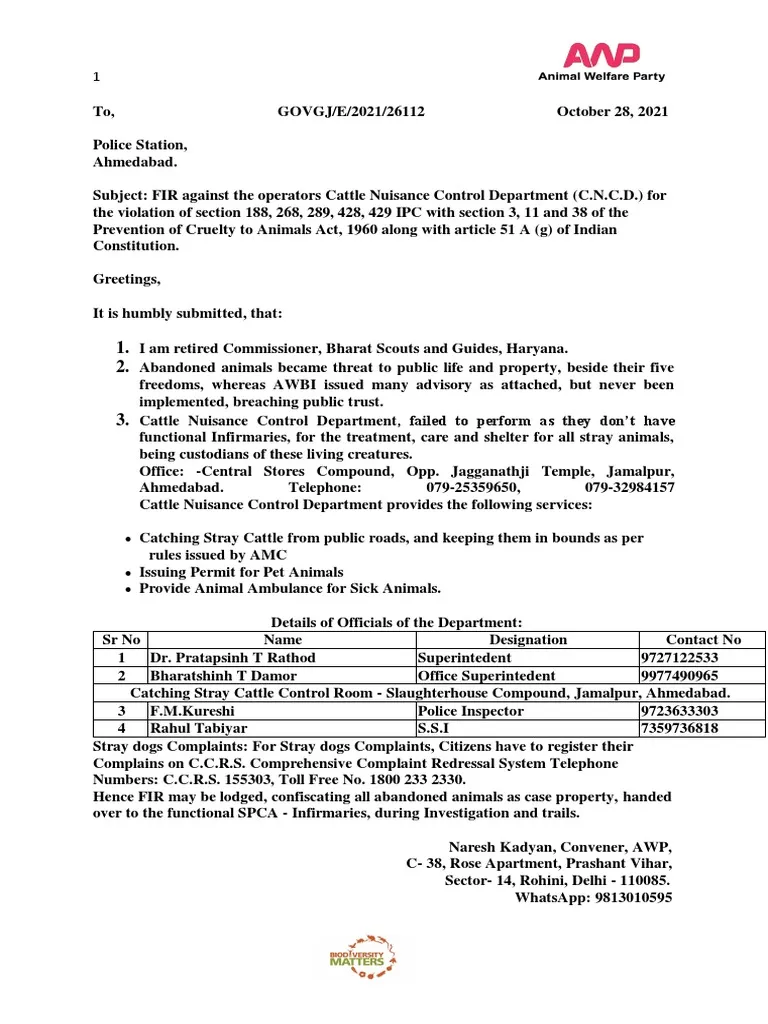 AWP
Animal Welfare Party
1
To, GOVGJ/E/2021/26112 October 28, 2021
Police Station,
Ahmedabad.
Subject: FIR against the operators Cattle Nuisance Control Department (C.N.C.D.) for
the violation of section 188, 268, 289, 428, 429 IPC with section 3, 11 and 38 of the
Prevention of Cruelty to Animals Act, 1960 along with article 51 A (g) of Indian
Constitution.
Greetings,
It is humbly submitted, that:
1. I am retired Commissioner, Bharat Scouts and Guides, Haryana.
2. Abandoned animals became threat to public life and property, beside their five
freedoms, whereas AWBI issued many advisory as attached, but never been
implemented, breaching public trust.
3. Cattle Nuisance Control Department, failed to perform as they don't have
functional Infirmaries, for the treatment, care and shelter for all stray animals,
being custodians of these living creatures.
Office: -Central Stores Compound, Opp. Jagganathji Temple, Jamalpur,
Ahmedabad. Telephone: 079-25359650, 079-32984157
Cattle Nuisance Control Department provides the following services:
• Catching Stray Cattle from public roads, and keeping them in bounds as per
rules issued by AMC
• Issuing Permit for Pet Animals
• Provide Animal Ambulance for Sick Animals.
Details of Officials of the Department:
Sr No Name Designation Contact No
1 Dr. Pratapsinh T Rathod Superintedent 9727122533
2 Bharatshinh T Damor Office Superintedent 9977490965
Catching Stray Cattle Control Room - Slaughterhouse Compound, Jamalpur, Ahmedabad.
3 F.M.Kureshi Police Inspector 9723633303
4 Rahul Tabiyar S.S.I 7359736818
Stray dogs Complaints: For Stray dogs Complaints, Citizens have to register their
Complains on C.C.R.S. Comprehensive Complaint Redressal System Telephone
Numbers: C.C.R.S. 155303, Toll Free No. 1800 233 2330.
Hence FIR may be lodged, confiscating all abandoned animals as case property, handed
over to the functional SPCA - Infirmaries, during Investigation and trails.
Naresh Kadyan, Convener, AWP,
C- 38, Rose Apartment, Prashant Vihar,
Sector- 14, Rohini, Delhi - 110085.
WhatsApp: 9813010595
BIODIVERSITY
MATTERS